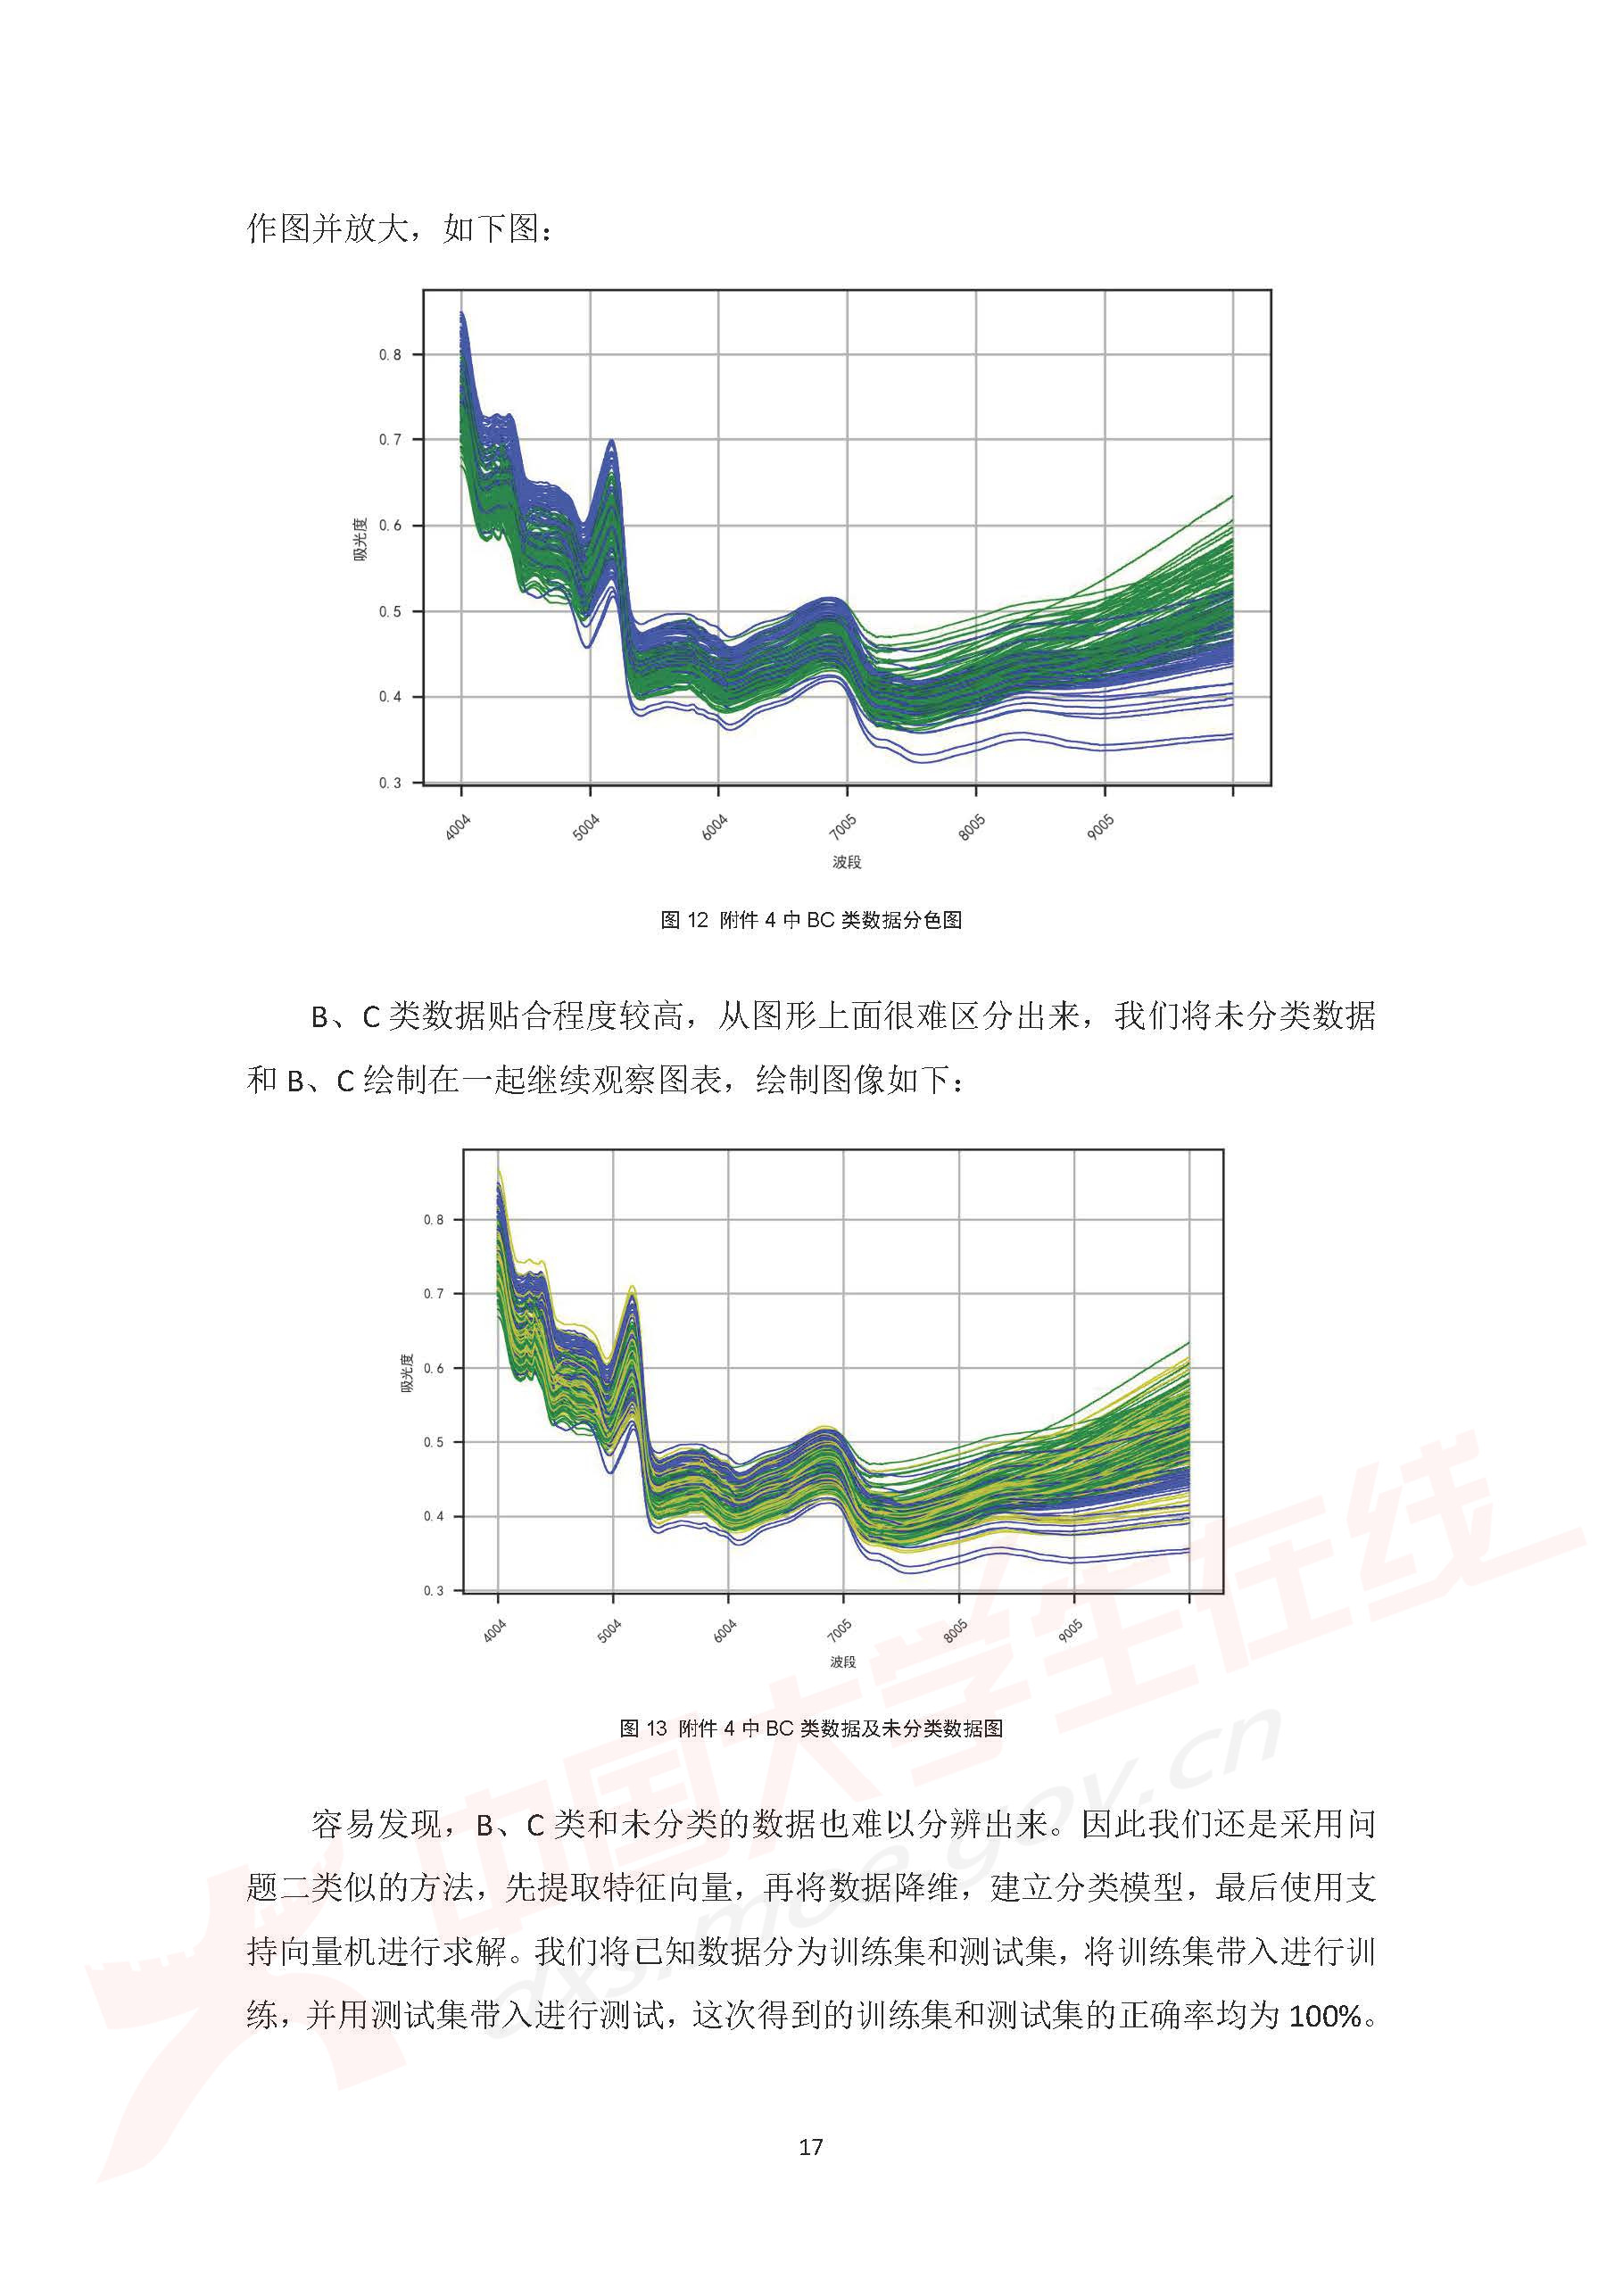 作图并放大，如下图：
0.8
0.7
0.6
0.5
0.4
0.3
吸光度
4004
5004
6004
7005
8005
9005
波段
图 12 附件 4 中 BC 类数据分色图
B、C 类数据贴合程度较高，从图形上面很难区分出来，我们将未分类数据
和 B、C 绘制在一起继续观察图表，绘制图像如下：
0.8
0.7
0.6
0.5
0.4
0.3
吸光度
4004
5004
6004
7005
8005
9005
波段
图 13 附件 4 中 BC 类数据及未分类数据图
容易发现，B、C 类和未分类的数据也难以分辨出来。因此我们还是采用问
题二类似的方法，先提取特征向量，再将数据降维，建立分类模型，最后使用支
持向量机进行求解。我们将已知数据分为训练集和测试集，将训练集带入进行训
练，并用测试集带入进行测试，这次得到的训练集和测试集的正确率均为 100%。
中国大学生在线
dxs.moe.gov.cn
17